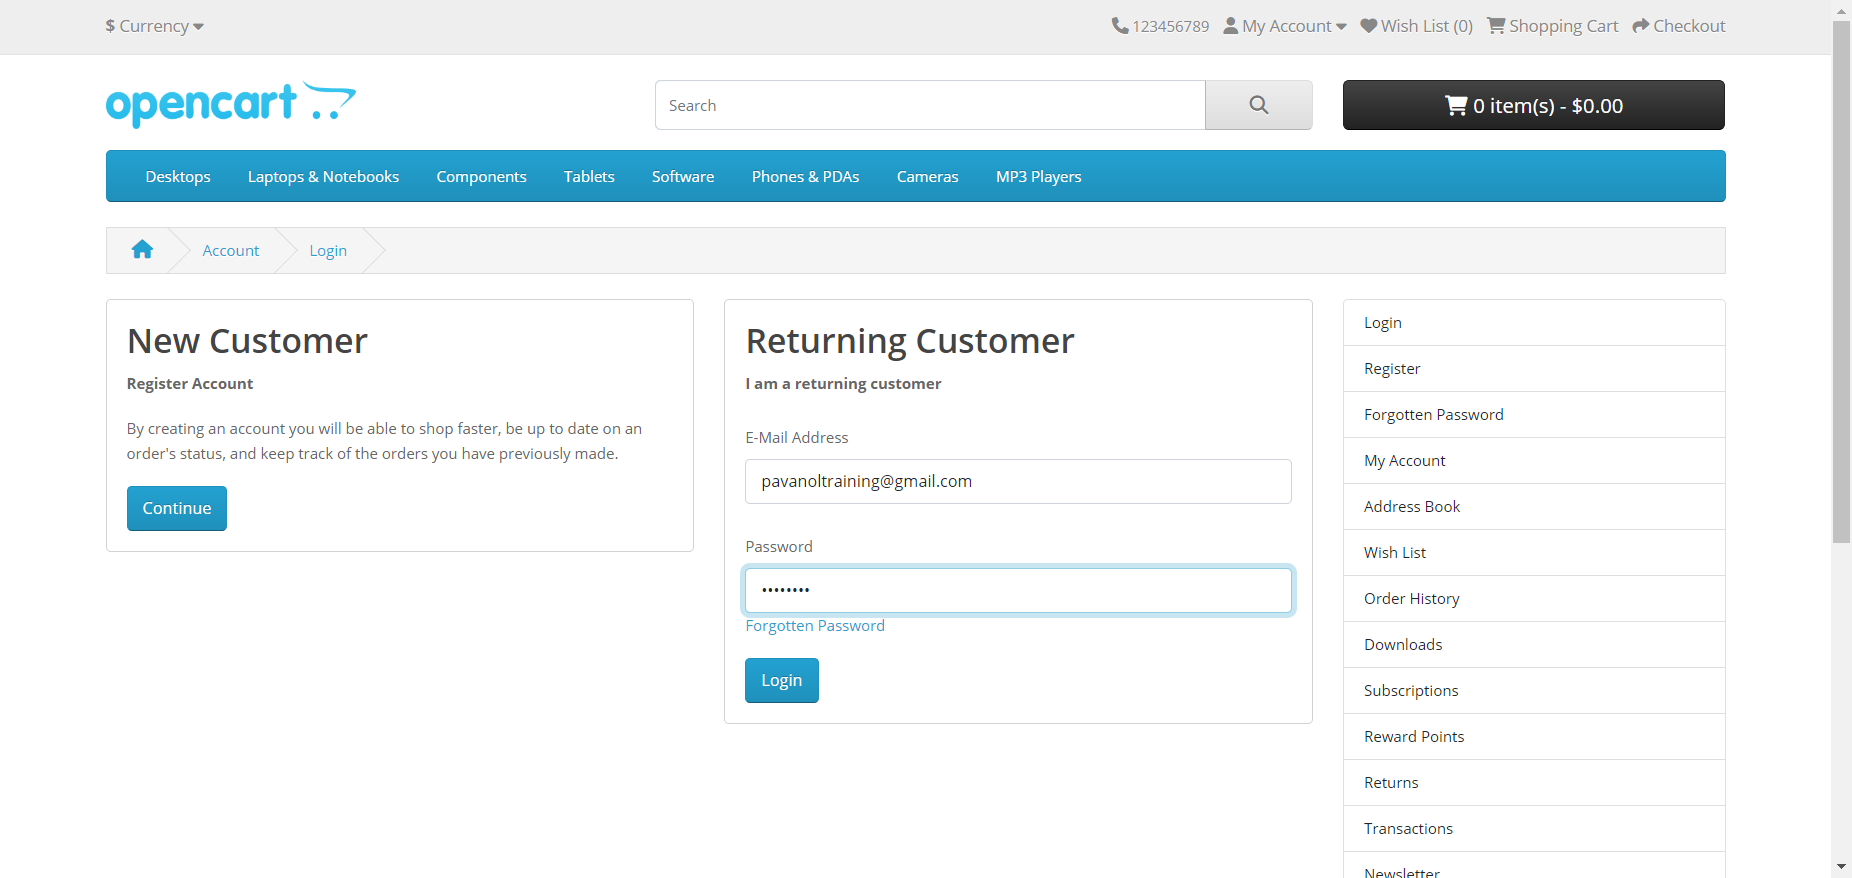 $ Currency
123456789 My Account Wish List (0) Shopping Cart Checkout
opencart
Search
0 item(s) - $0.00
Desktops Laptops & Notebooks Components Tablets Software Phones & PDAs Cameras MP3 Players
Account Login
New Customer
Register Account
By creating an account you will be able to shop faster, be up to date on an
order's status, and keep track of the orders you have previously made.
Continue
Returning Customer
I am a returning customer
E-Mail Address
pavanoltraining@gmail.com
Password
••••••••
Forgotten Password
Login
Login
Register
Forgotten Password
My Account
Address Book
Wish List
Order History
Downloads
Subscriptions
Reward Points
Returns
Transactions
Newsletter